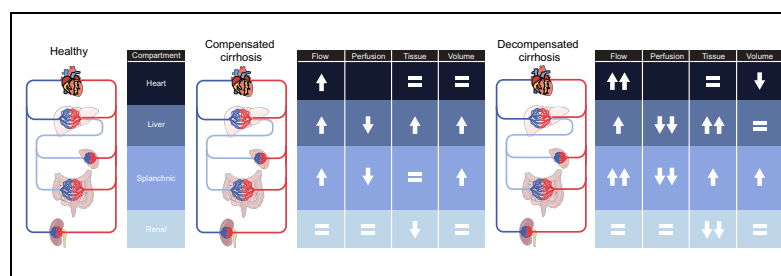 Healthy
Compartment
Heart
Liver
Splanchnic
Renal
Compensated
cirrhosis
Flow Perfusion Tissue Volume
↑ = =
↑ ↓ ↑ ↑
↑ ↓ = ↑
= = ↓ =
Decompensated
cirrhosis
Flow Perfusion Tissue Volume
↑↑ = ↓
↑ ↓↓ ↑↑ =
↑↑ ↓↓ ↑ ↑
= = ↓↓ =